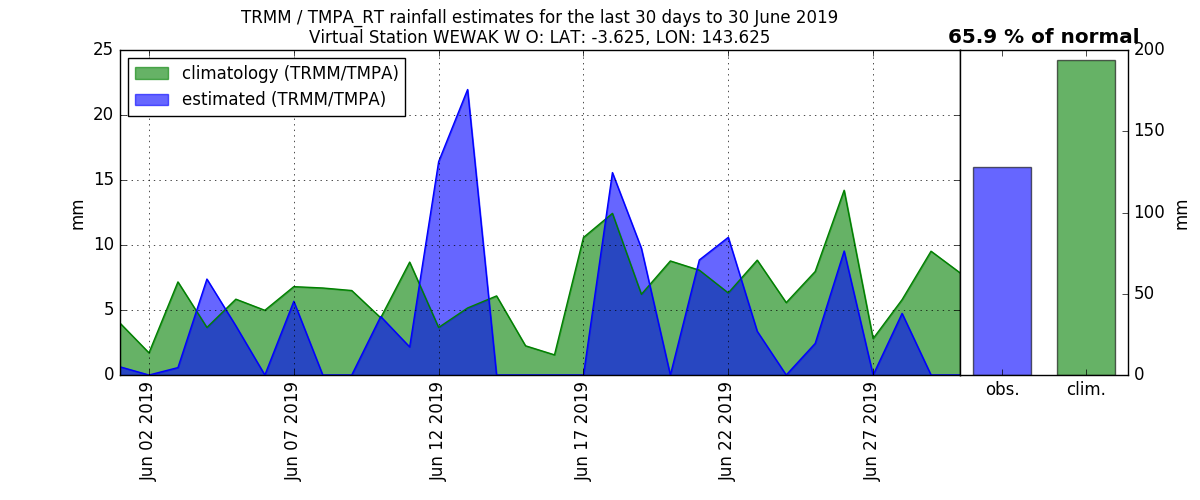 TRMM / TMPA_RT rainfall estimates for the last 30 days to 30 June 2019
Virtual Station WEWAK W O: LAT: -3.625, LON: 143.625
65.9 % of normal
climatology (TRMM/TMPA)
estimated (TRMM/TMPA)
25
20
15
10
5
0
mm
Jun 02 2019
Jun 07 2019
Jun 12 2019
Jun 17 2019
Jun 22 2019
Jun 27 2019
obs.
clim.
200
150
100
50
0
mm